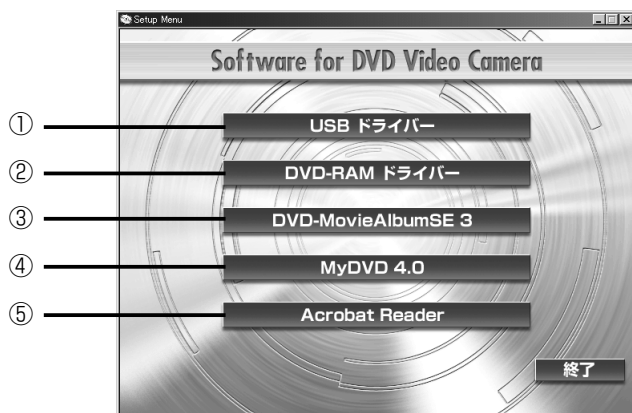 Setup Menu
Software for DVD Video Camera
① USB ドライバー
② DVD-RAM ドライバー
③ DVD-MovieAlbumSE 3
④ MyDVD 4.0
⑤ Acrobat Reader
終了